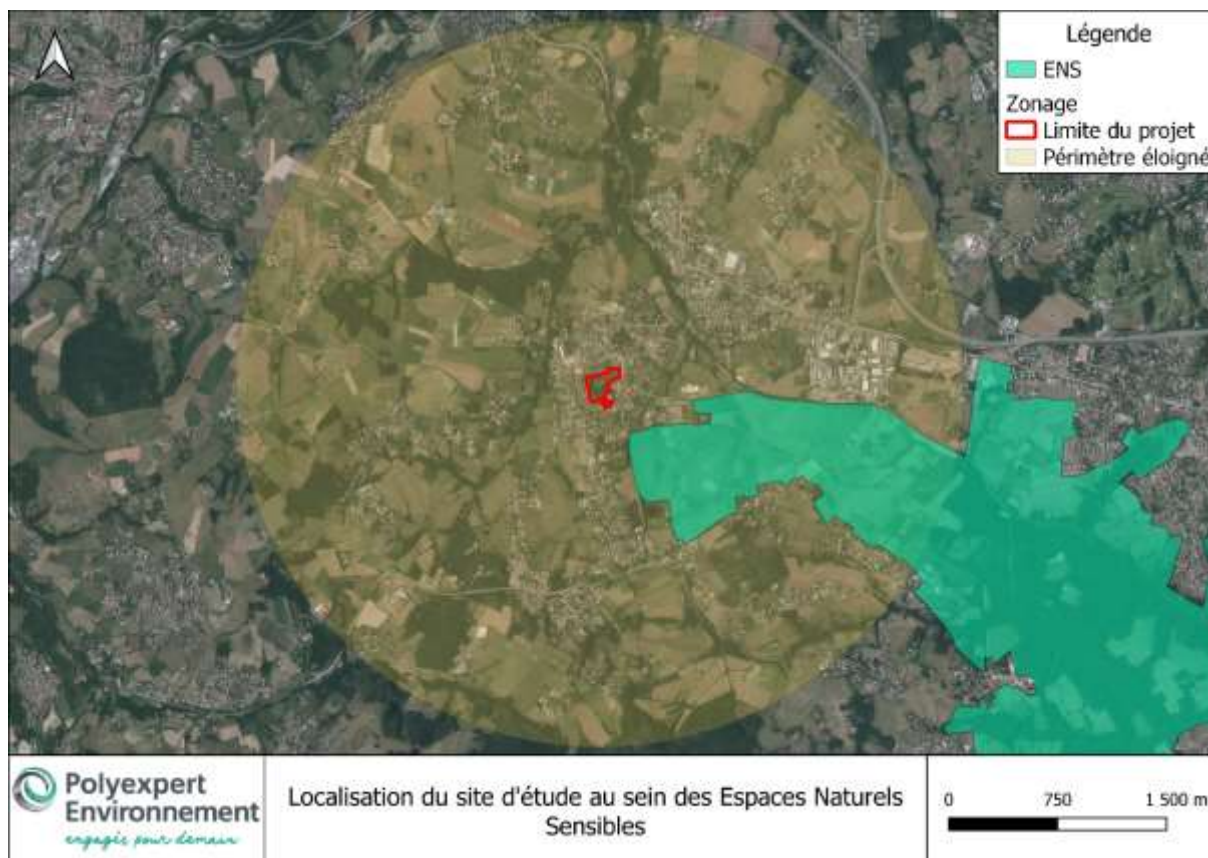 Légende
ENS
Zonage
Limite du projet
Périmètre éloigné
Polyexpert
Environnement
engagés pour demain
Localisation du site d'étude au sein des Espaces Naturels
Sensibles
0 750 1 500 m